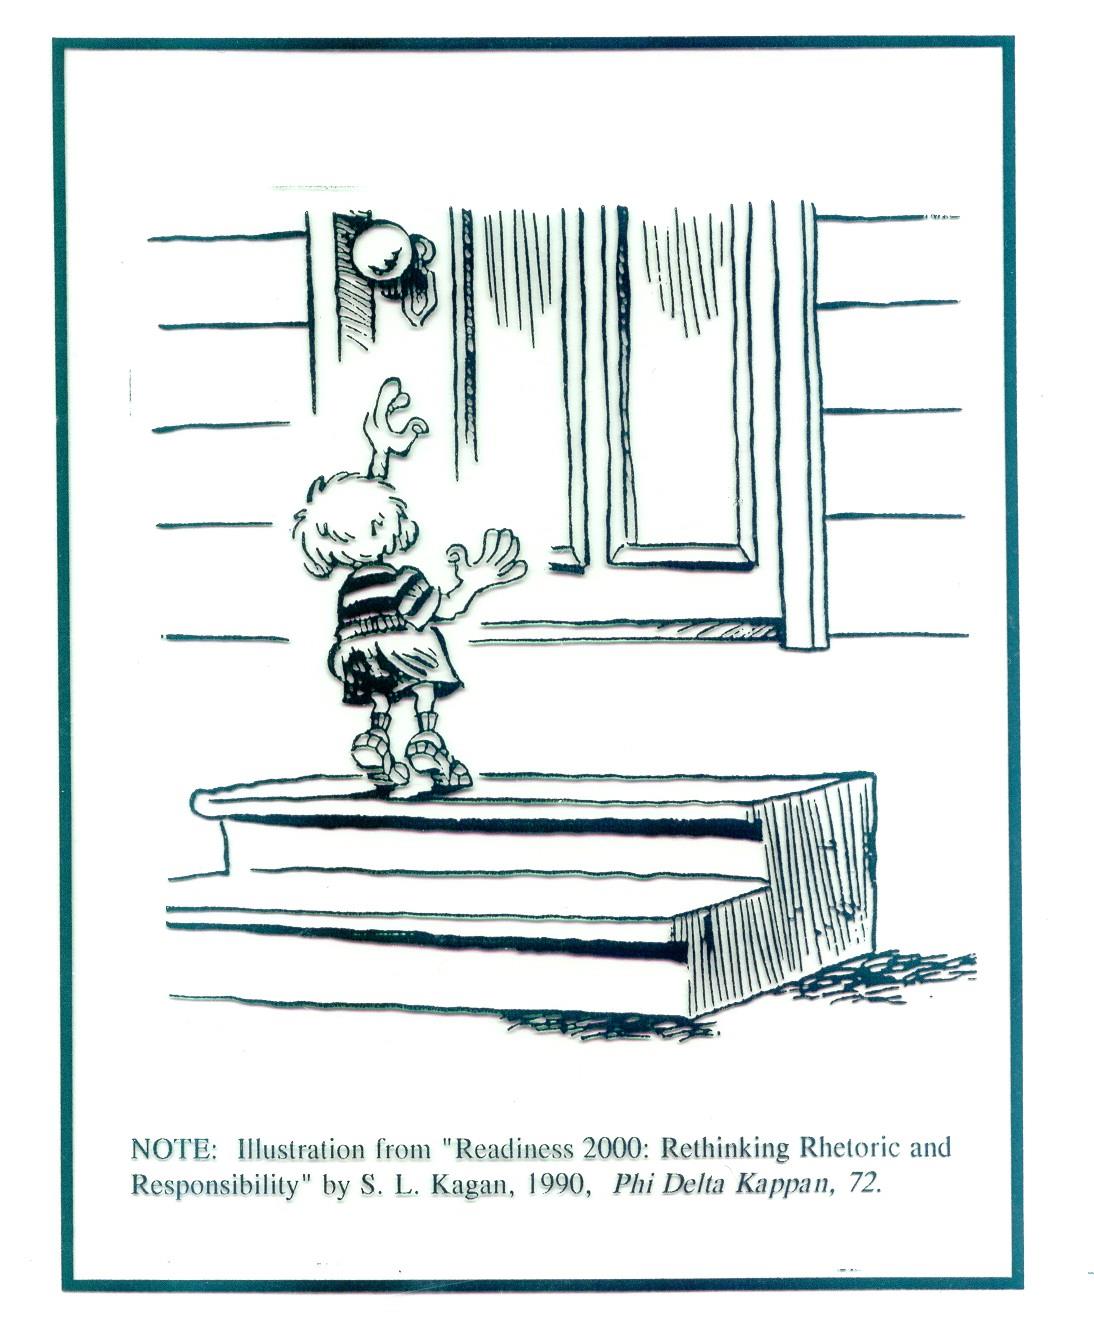 NOTE: Illustration from "Readiness 2000: Rethinking Rhetoric and
Responsibility" by S. L. Kagan, 1990, Phi Delta Kappan, 72.